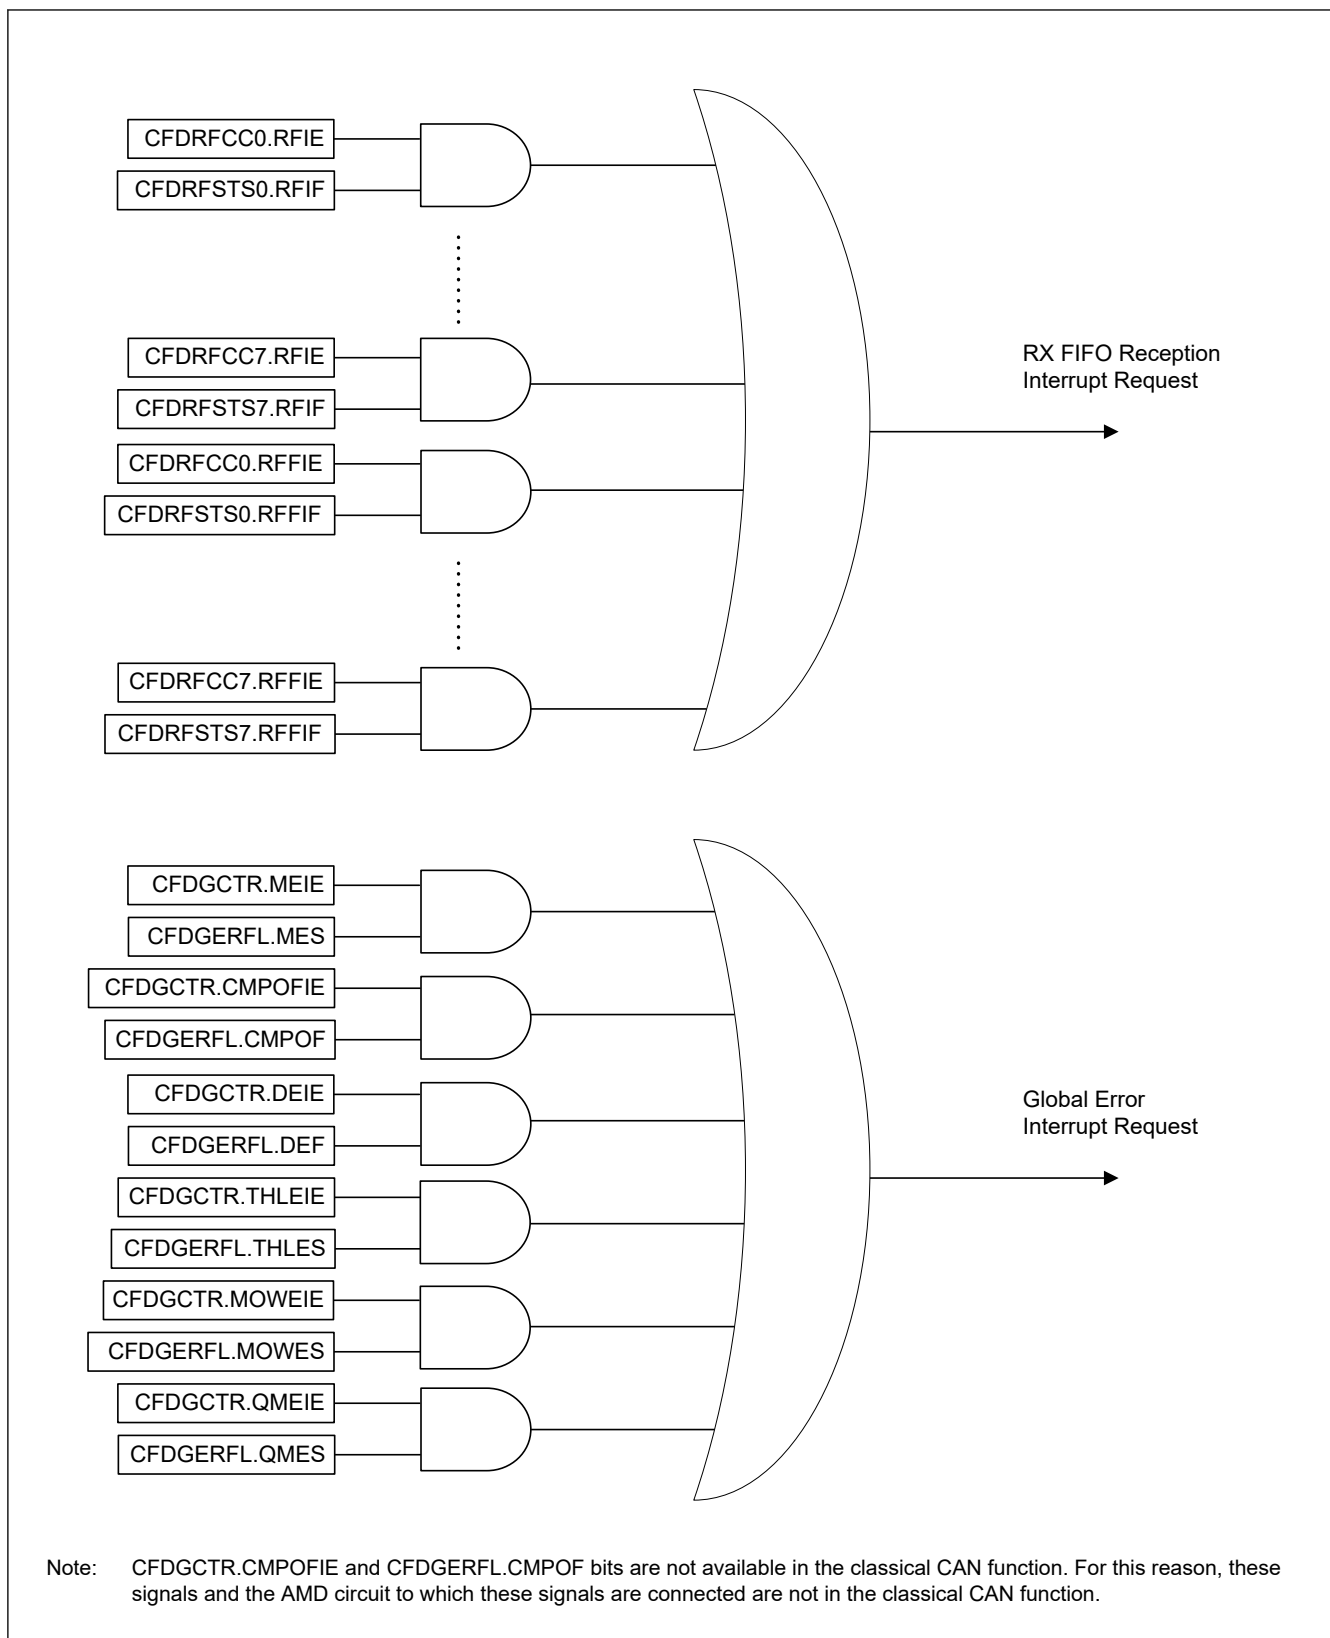 CFDRFCC0.RFIE
CFDRFSTS0.RFIF
CFDRFCC7.RFIE
CFDRFSTS7.RFIF
RX FIFO Reception
Interrupt Request
CFDRFCC0.RFFIE
CFDRFSTS0.RFFIF
CFDRFCC7.RFFIE
CFDRFSTS7.RFFIF
CFDGCTR.MEIE
CFDGERFL.MES
CFDGCTR.CMPOFIE
CFDGERFL.CMPOF
CFDGCTR.DEIE
CFDGERFL.DEF
Global Error
Interrupt Request
CFDGCTR.THLEIE
CFDGERFL.THLES
CFDGCTR.MOWEIE
CFDGERFL.MOWES
CFDGCTR.QMEIE
CFDGERFL.QMES
Note: CFDGCTR.CMPOFIE and CFDGERFL.CMPOF bits are not available in the classical CAN function. For this reason, these
signals and the AMD circuit to which these signals are connected are not in the classical CAN function.